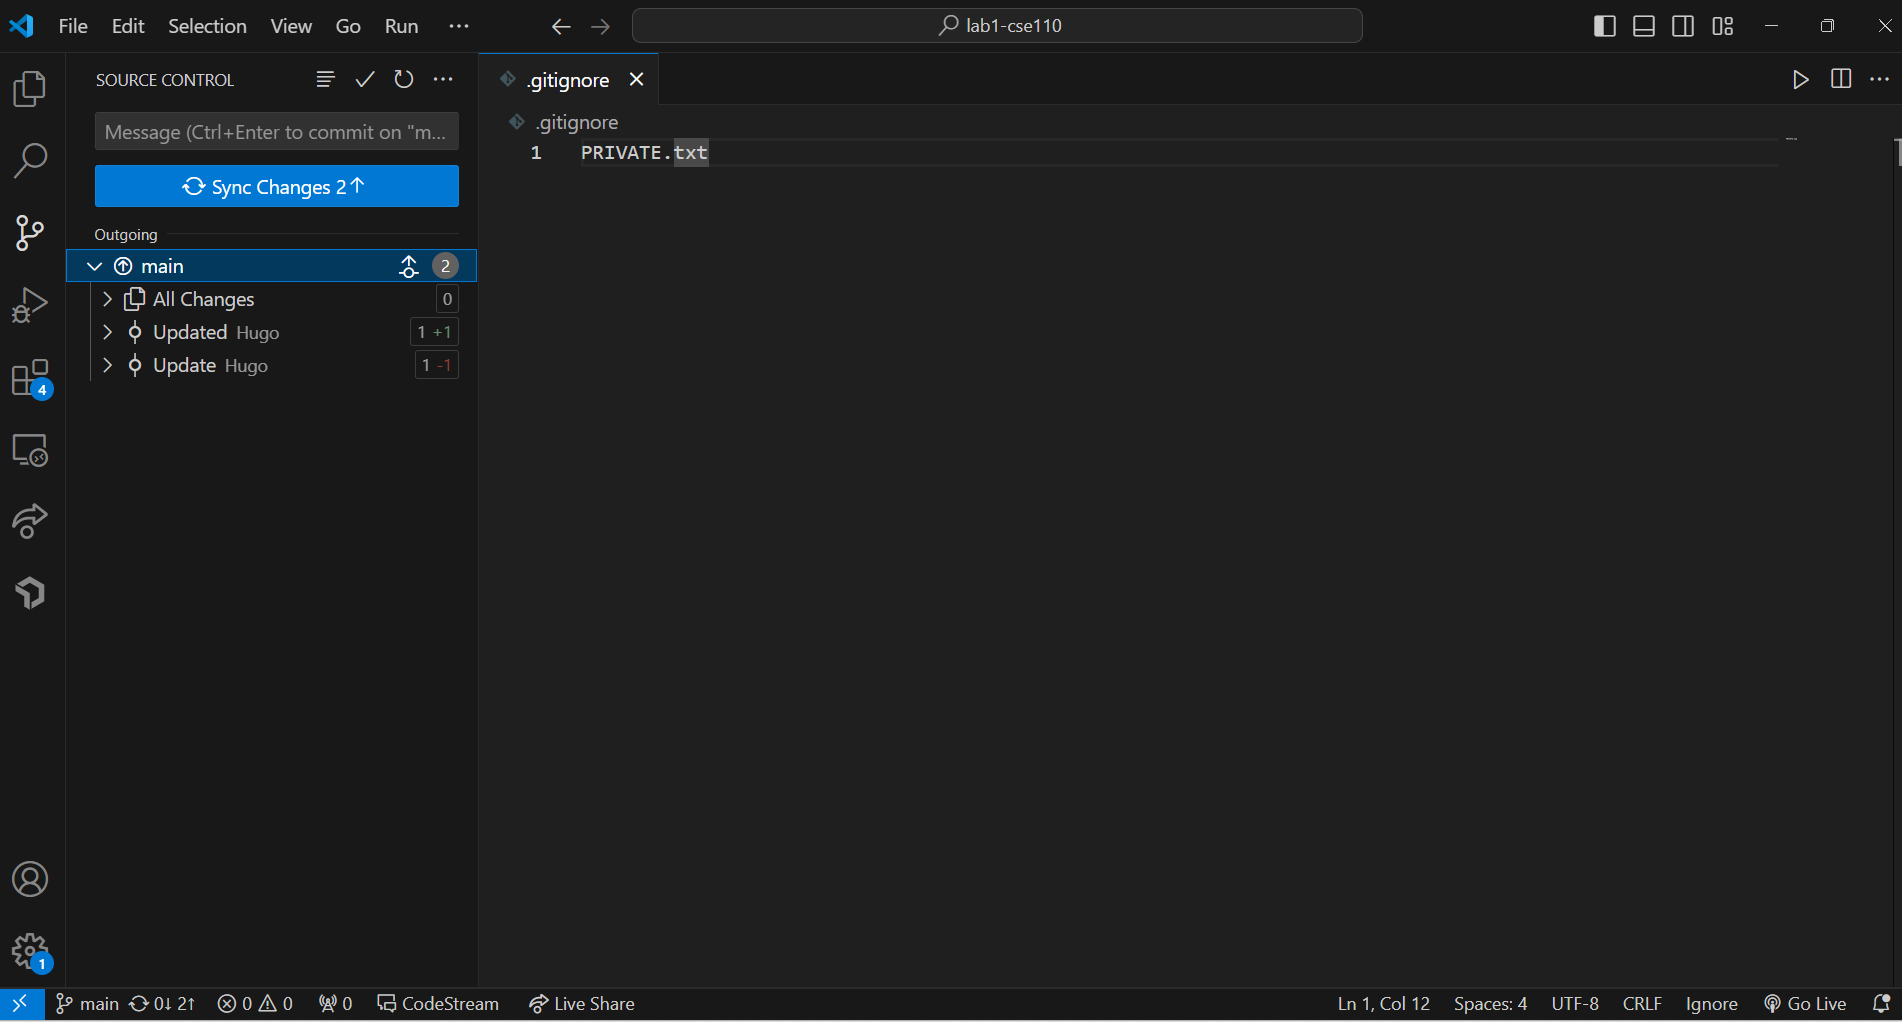 File Edit Selection View Go Run ··· lab1-cse110
SOURCE CONTROL ···
.gitignore
···
Message (Ctrl+Enter to commit on "m...
.gitignore
1 PRIVATE.txt
Sync Changes 2↑
Outgoing
main 2
All Changes 0
Updated Hugo 1 +1
Update Hugo 1 -1
4
1
main 0↓ 2↑ 0 0 0 CodeStream Live Share Ln 1, Col 12 Spaces: 4 UTF-8 CRLF Ignore Go Live